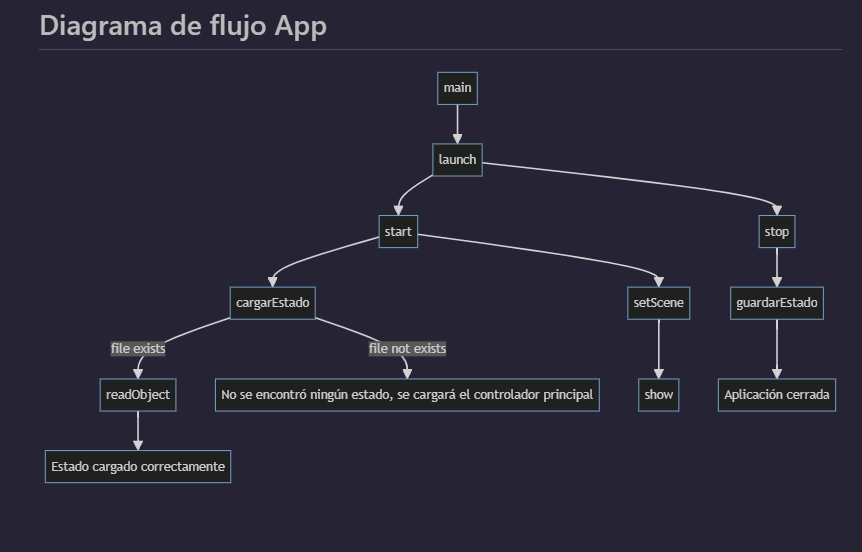 Diagrama de flujo App
main
launch
start
stop
cargarEstado
setScene
guardarEstado
file exists
file not exists
readObject
No se encontró ningún estado, se cargará el controlador principal
show
Aplicación cerrada
Estado cargado correctamente